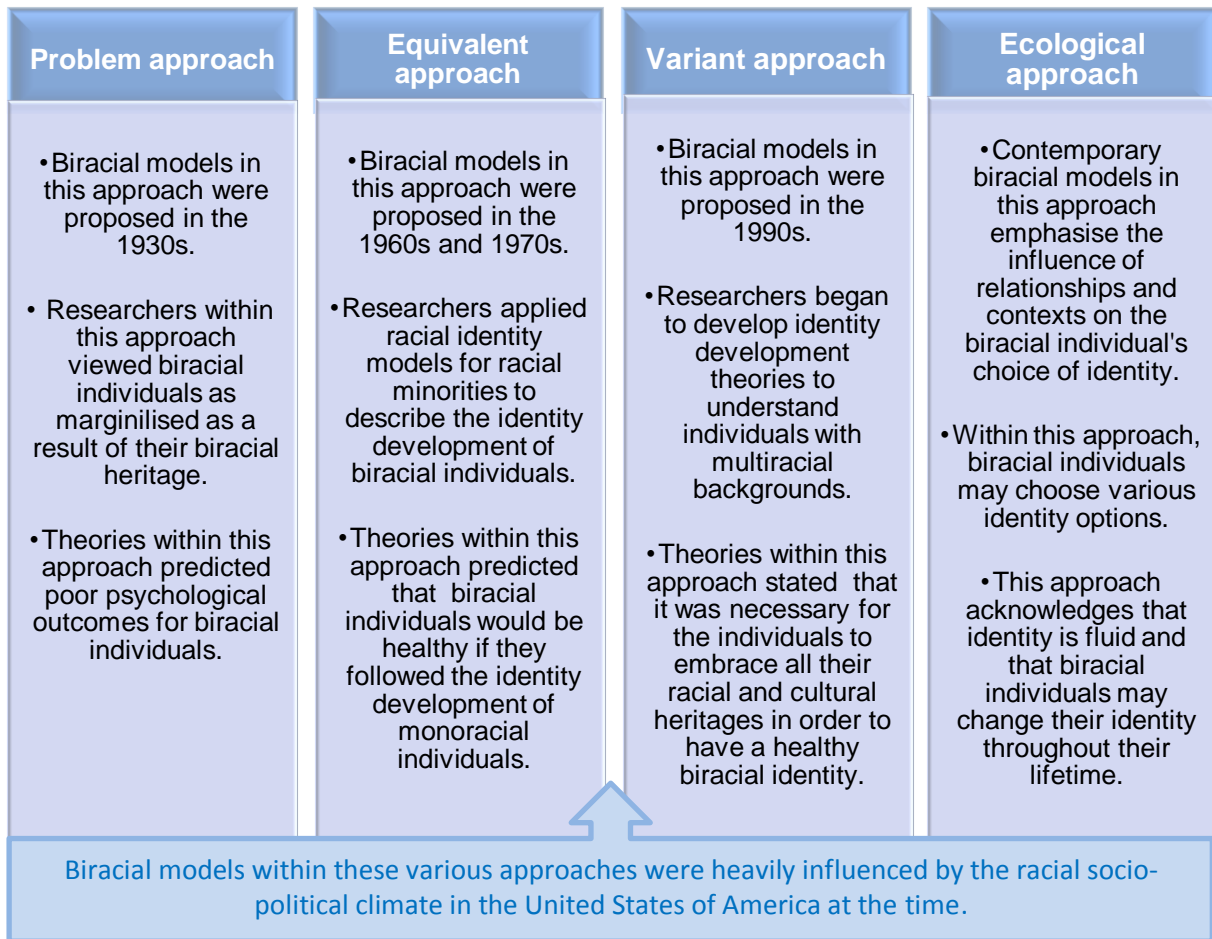 Problem approach
•Biracial models in
this approach were
proposed in the
1930s.
• Researchers within
this approach
viewed biracial
individuals as
marginilised as a
result of their biracial
heritage.
•Theories within this
approach predicted
poor psychological
outcomes for biracial
individuals.
Equivalent
approach
•Biracial models in
this approach were
proposed in the
1960s and 1970s.
•Researchers applied
racial identity
models for racial
minorities to
describe the identity
development of
biracial individuals.
•Theories within this
approach predicted
that biracial
individuals would be
healthy if they
followed the identity
development of
monoracial
individuals.
Variant approach
•Biracial models in
this approach were
proposed in the
1990s.
•Researchers began
to develop identity
development
theories to
understand
individuals with
multiracial
backgrounds.
•Theories within this
approach stated that
it was necessary for
the individuals to
embrace all their
racial and cultural
heritages in order to
have a healthy
biracial identity.
Ecological
approach
•Contemporary
biracial models in
this approach
emphasise the
influence of
relationships and
contexts on the
biracial individual's
choice of identity.
•Within this approach,
biracial individuals
may choose various
identity options.
•This approach
acknowledges that
identity is fluid and
that biracial
individuals may
change their identity
throughout their
lifetime.
Biracial models within these various approaches were heavily influenced by the racial socio-
political climate in the United States of America at the time.